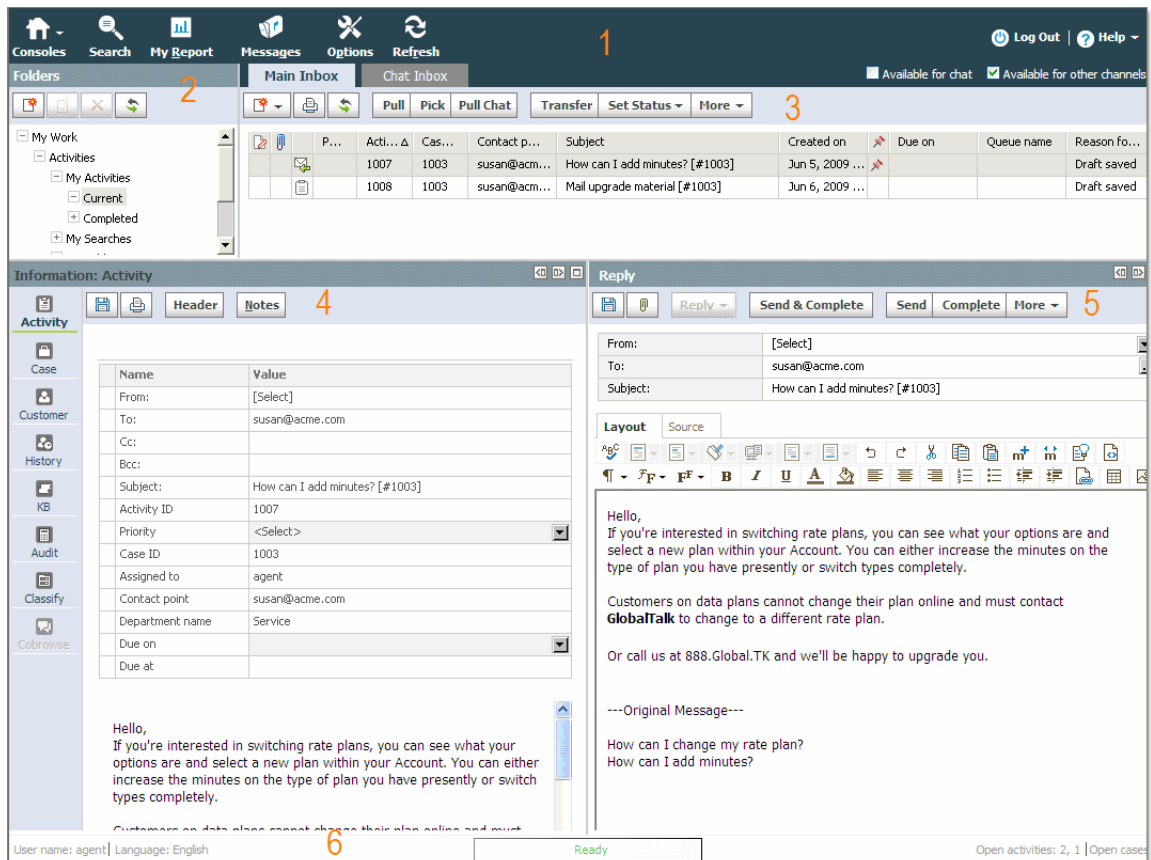 Consoles Search My Report Messages Options Refresh 1 Log Out | Help
Folders 2 Main Inbox Chat Inbox Available for chat Available for other channels
Pull Pick Pull Chat Transfer Set Status More 3
My Work
Activities
My Activities
Current
Completed
My Searches
P... Acti... Cas... Contact p... Subject Created on Due on Queue name Reason fo...
1007 1003 susan@acm... How can I add minutes? [#1003] Jun 5, 2009 ... Draft saved
1008 1003 susan@acm... Mail upgrade material [#1003] Jun 6, 2009 ... Draft saved
Information: Activity
Header Notes 4
Activity
Case
Customer
History
KB
Audit
Classify
Cobrowse
Name Value
From: [Select]
To: susan@acme.com
Cc:
Bcc:
Subject: How can I add minutes? [#1003]
Activity ID 1007
Priority <Select>
Case ID 1003
Assigned to agent
Contact point susan@acme.com
Department name Service
Due on
Due at
Hello,
If you're interested in switching rate plans, you can see what your
options are and select a new plan within your Account. You can either
increase the minutes on the type of plan you have presently or switch
types completely.
Customers on data plans cannot change their plan online and must
Reply
Reply Send & Complete Send Complete More 5
From: [Select]
To: susan@acme.com
Subject: How can I add minutes? [#1003]
Layout Source
Hello,
If you're interested in switching rate plans, you can see what your options are and
select a new plan within your Account. You can either increase the minutes on the
type of plan you have presently or switch types completely.
Customers on data plans cannot change their plan online and must contact
GlobalTalk to change to a different rate plan.
Or call us at 888.Global.TK and we'll be happy to upgrade you.
---Original Message---
How can I change my rate plan?
How can I add minutes?
User name: agent | Language: English 6 Ready Open activities: 2, 1 | Open cases